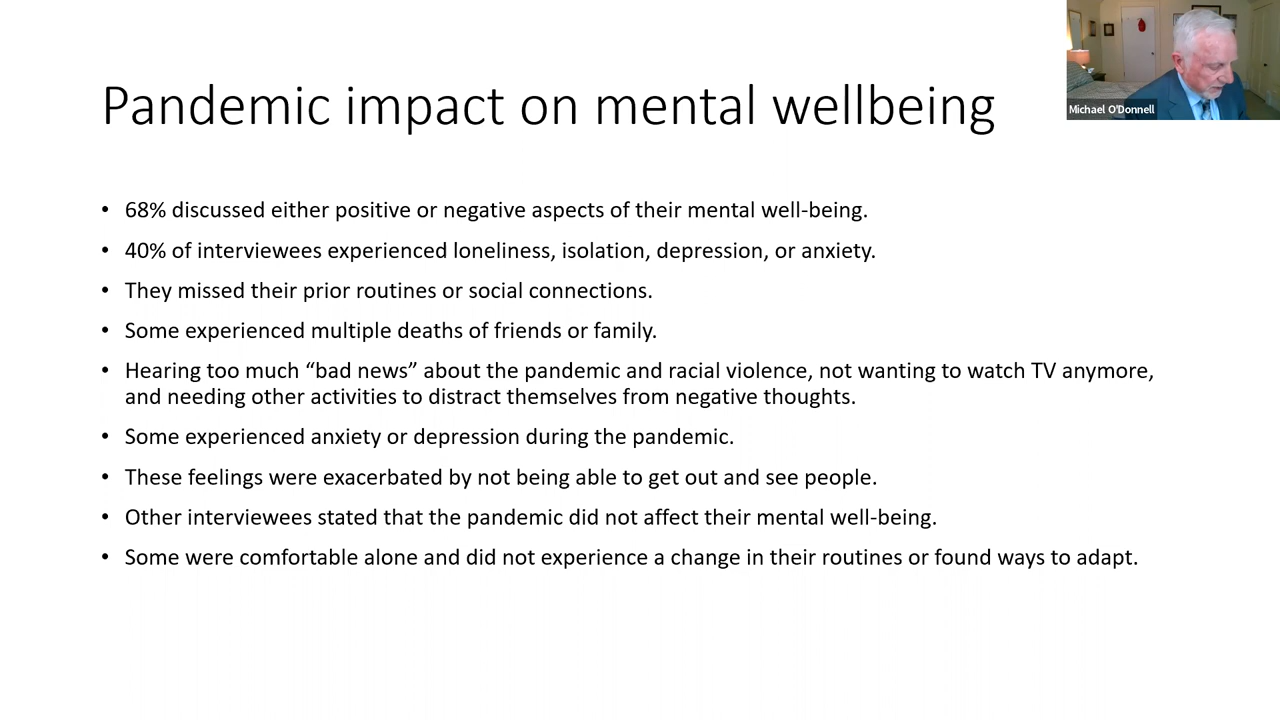 Pandemic impact on mental wellbeing
Michael O'Donnell
• 68% discussed either positive or negative aspects of their mental well-being.
• 40% of interviewees experienced loneliness, isolation, depression, or anxiety.
• They missed their prior routines or social connections.
• Some experienced multiple deaths of friends or family.
• Hearing too much “bad news” about the pandemic and racial violence, not wanting to watch TV anymore,
and needing other activities to distract themselves from negative thoughts.
• Some experienced anxiety or depression during the pandemic.
• These feelings were exacerbated by not being able to get out and see people.
• Other interviewees stated that the pandemic did not affect their mental well-being.
• Some were comfortable alone and did not experience a change in their routines or found ways to adapt.